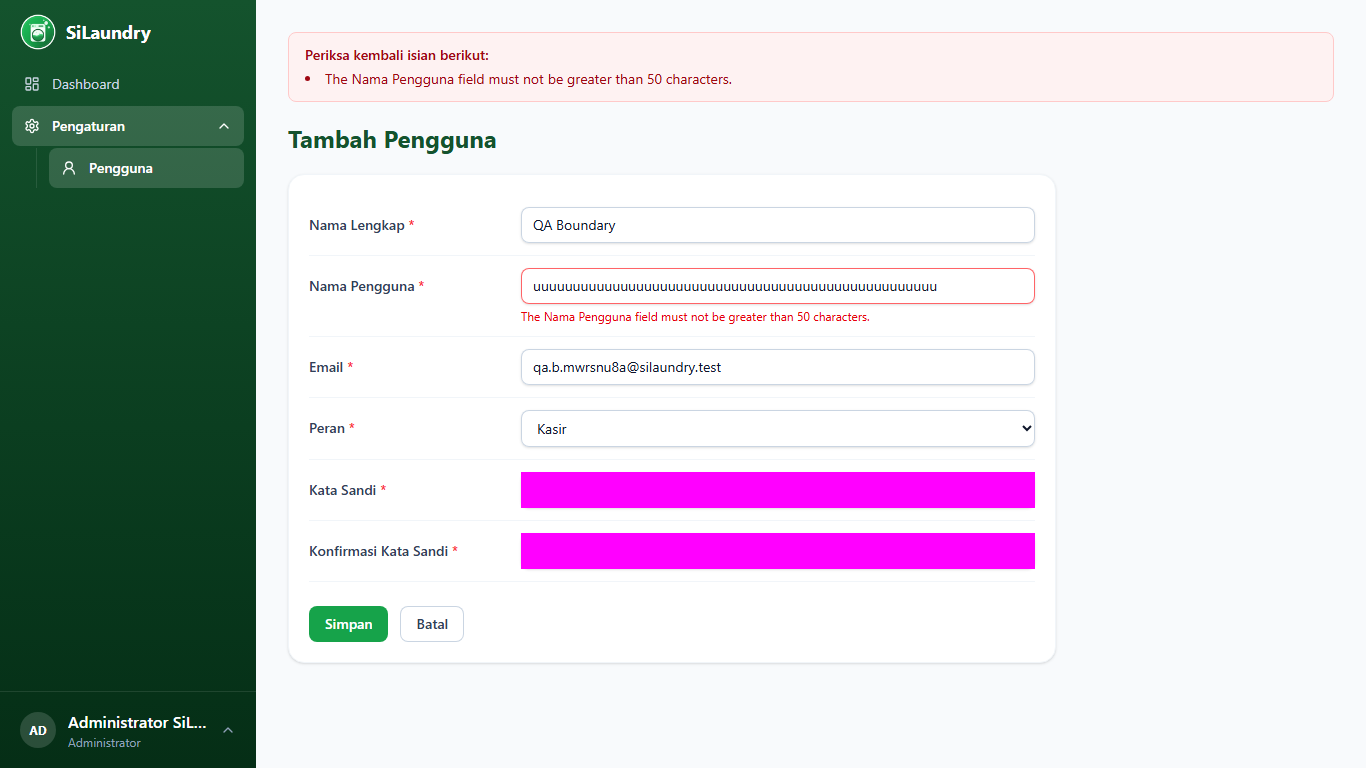 SiLaundry
Dashboard
Pengaturan
Pengguna
Periksa kembali isian berikut:
• The Nama Pengguna field must not be greater than 50 characters.
Tambah Pengguna
Nama Lengkap *
QA Boundary
Nama Pengguna *
uuuuuuuuuuuuuuuuuuuuuuuuuuuuuuuuuuuuuuuuuuuuuuuuuuu
The Nama Pengguna field must not be greater than 50 characters.
Email *
qa.b.mwrsnu8a@silaundry.test
Peran *
Kasir
Kata Sandi *
Konfirmasi Kata Sandi *
Simpan
Batal
AD
Administrator SiL...
Administrator